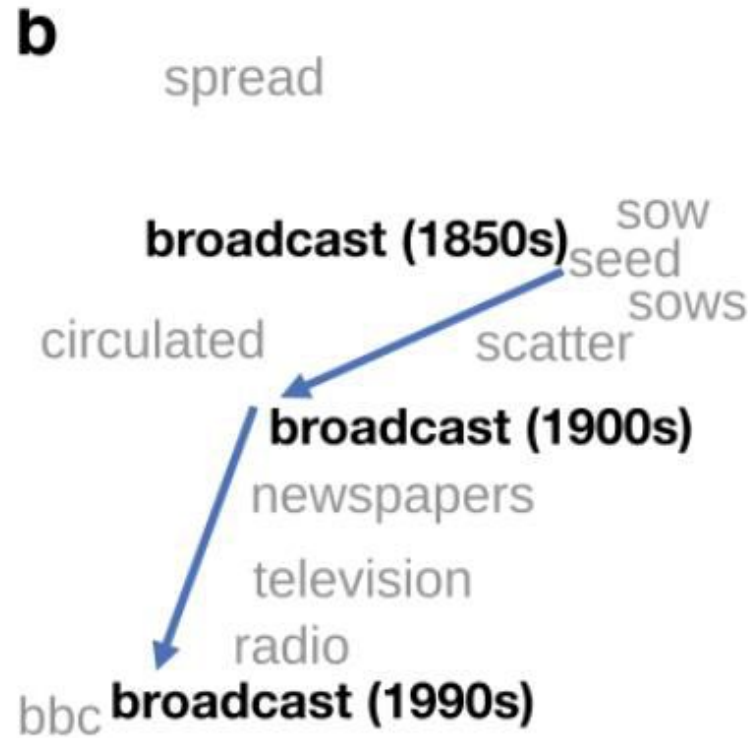 b
spread
sow
broadcast (1850s)
seed
sows
circulated
scatter
broadcast (1900s)
newspapers
television
radio
bbc broadcast (1990s)